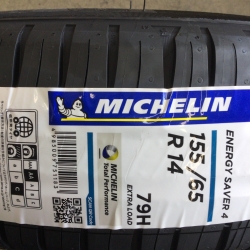 MICHELIN
ENERGY SAVER 4
155/65
R 14
79H
EXTRA LOAD
MICHELIN
Total Performance